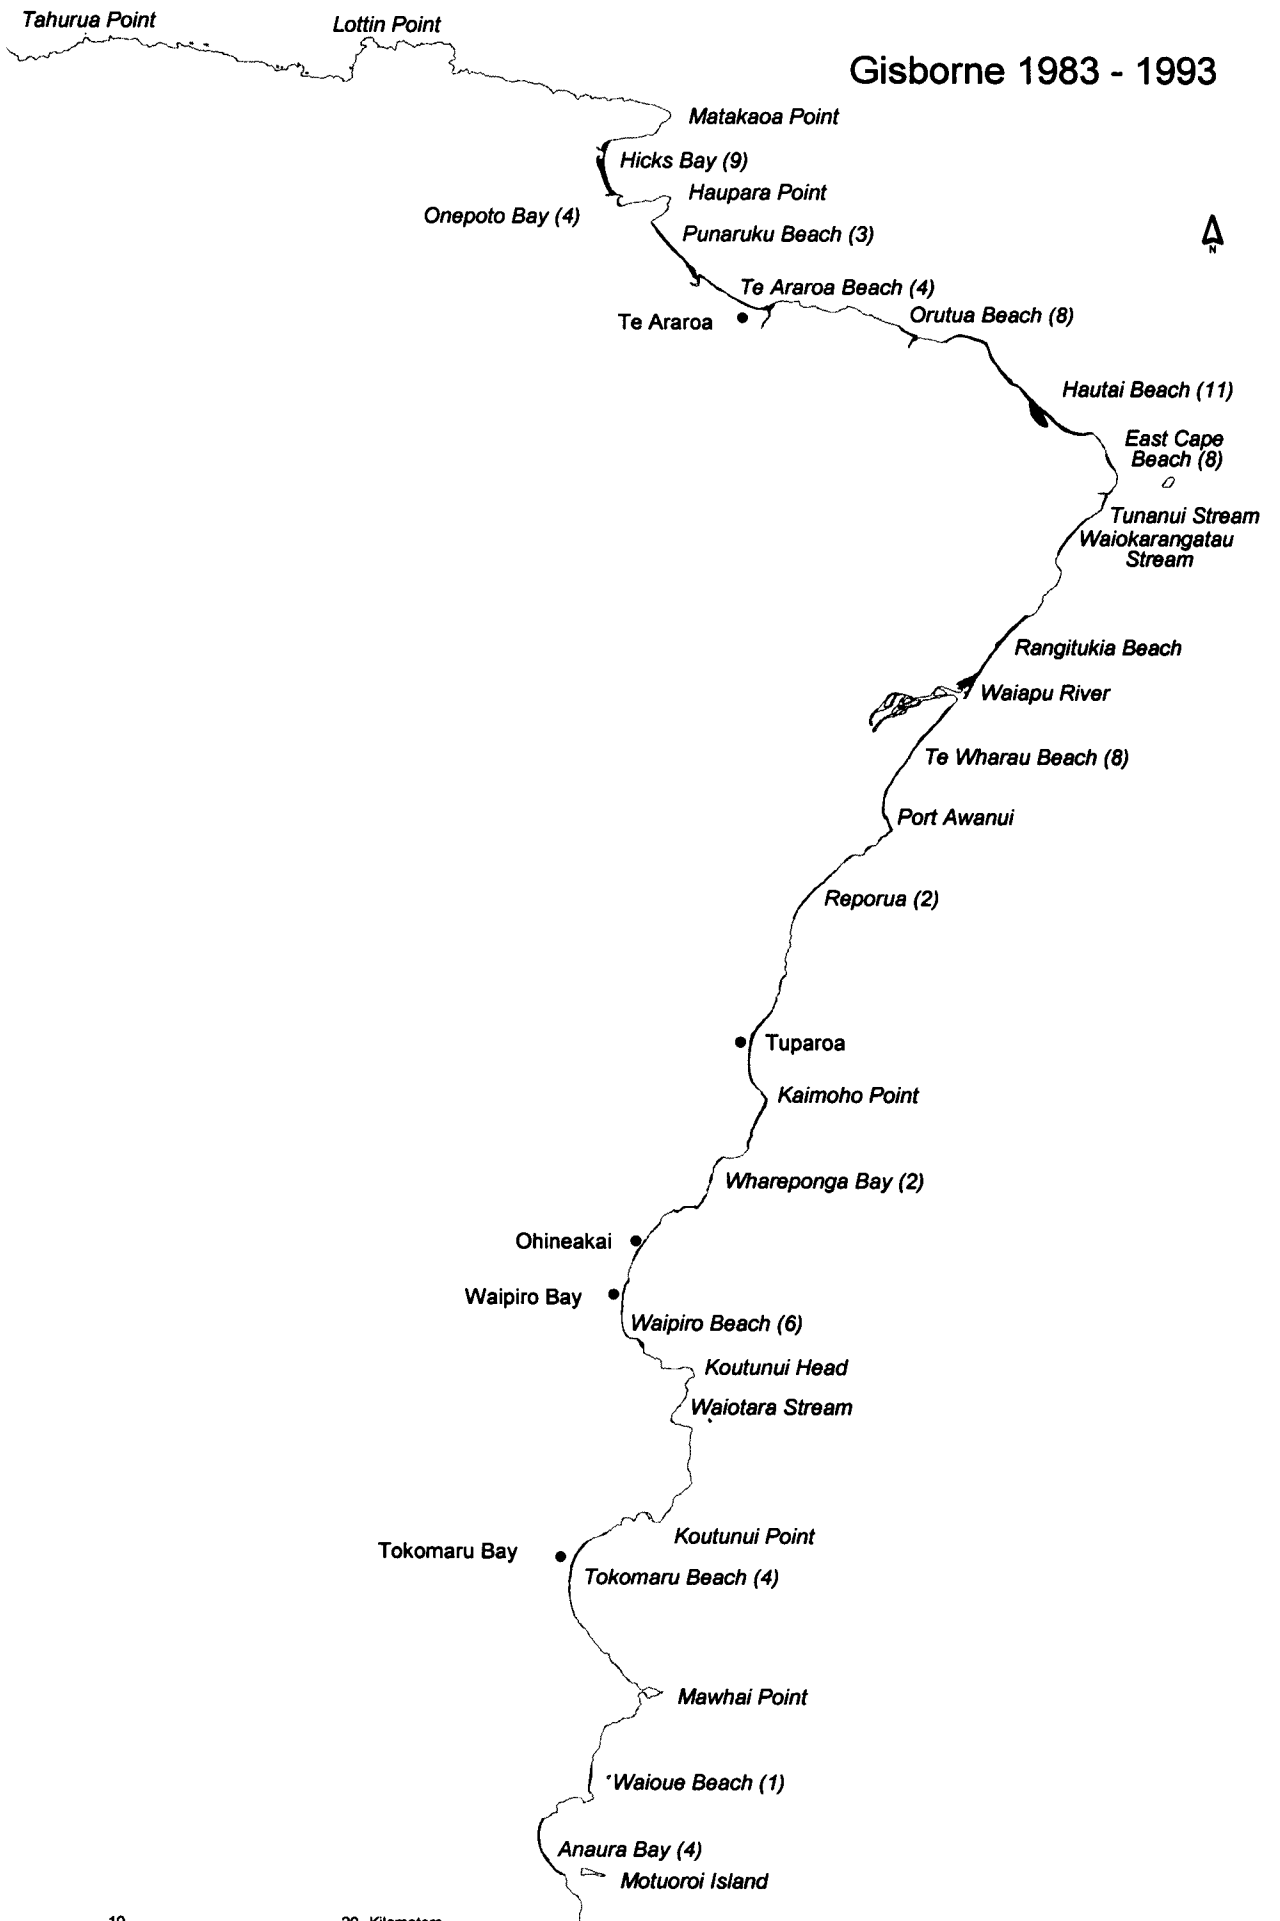 Tahurua Point
Lottin Point
Gisborne 1983 - 1993
Matakaoa Point
Hicks Bay (9)
Haupara Point
Onepoto Bay (4)
Punaruku Beach (3)
N
Te Araroa Beach (4)
Te Araroa
Orutua Beach (8)
Hautai Beach (11)
East Cape
Beach (8)
Tunanui Stream
Waiokarangatau
Stream
Rangitukia Beach
Waiapu River
Te Wharau Beach (8)
Port Awanui
Reporua (2)
Tuparoa
Kaimoho Point
Whareponga Bay (2)
Ohineakai
Waipiro Bay
Waipiro Beach (6)
Koutunui Head
Waiotara Stream
Koutunui Point
Tokomaru Bay
Tokomaru Beach (4)
Mawhai Point
Waioue Beach (1)
Anaura Bay (4)
Motuoroi Island
10 20 Kilometers